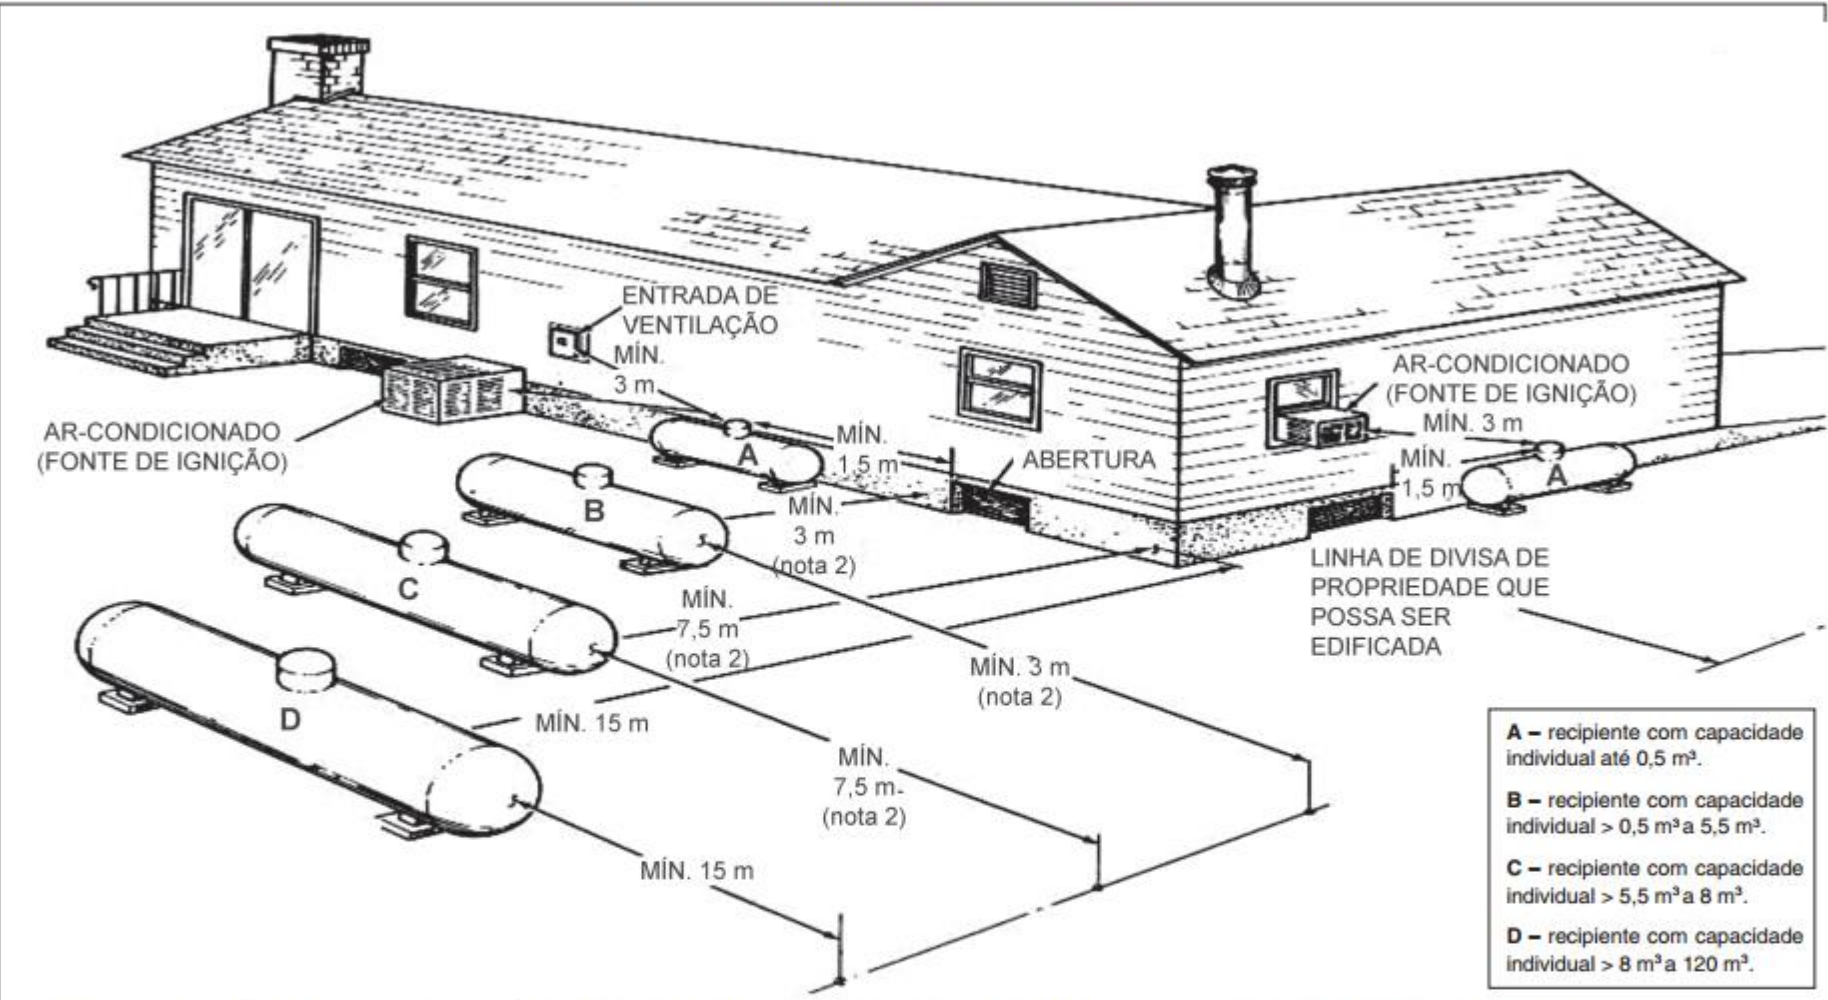 ENTRADA DE
VENTILAÇÃO
MÍN.
3 m
AR-CONDICIONADO
(FONTE DE IGNIÇÃO)
AR-CONDICIONADO
(FONTE DE IGNIÇÃO)
MÍN. 3 m
MÍN.
1,5 m
A
MÍN.
1,5 m
A
ABERTURA
B
MÍN.
3 m
(nota 2)
LINHA DE DIVISA DE
PROPRIEDADE QUE
POSSA SER
EDIFICADA
C
MÍN.
7,5 m
(nota 2)
MÍN. 3 m
(nota 2)
D
MÍN. 15 m
MÍN.
7,5 m
(nota 2)
MÍN. 15 m
A – recipiente com capacidade
individual até 0,5 m³.
B – recipiente com capacidade
individual > 0,5 m³ a 5,5 m³.
C – recipiente com capacidade
individual > 5,5 m³ a 8 m³.
D – recipiente com capacidade
individual > 8 m³ a 120 m³.